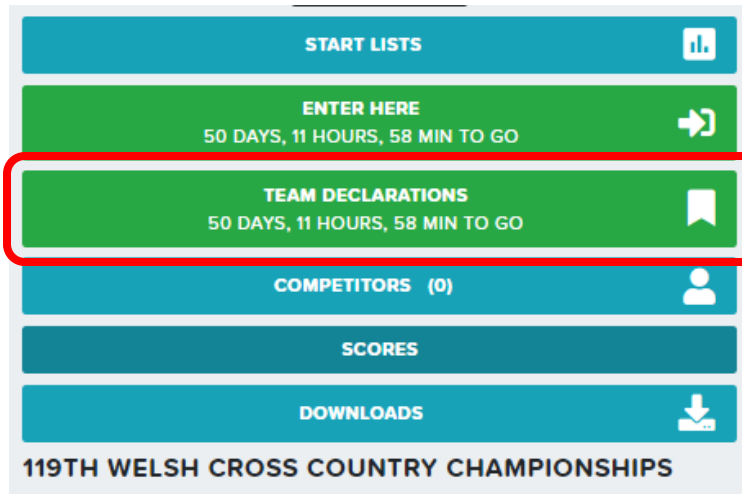 START LISTS
ENTER HERE
50 DAYS, 11 HOURS, 58 MIN TO GO
TEAM DECLARATIONS
50 DAYS, 11 HOURS, 58 MIN TO GO
COMPETITORS (0)
SCORES
DOWNLOADS
119TH WELSH CROSS COUNTRY CHAMPIONSHIPS